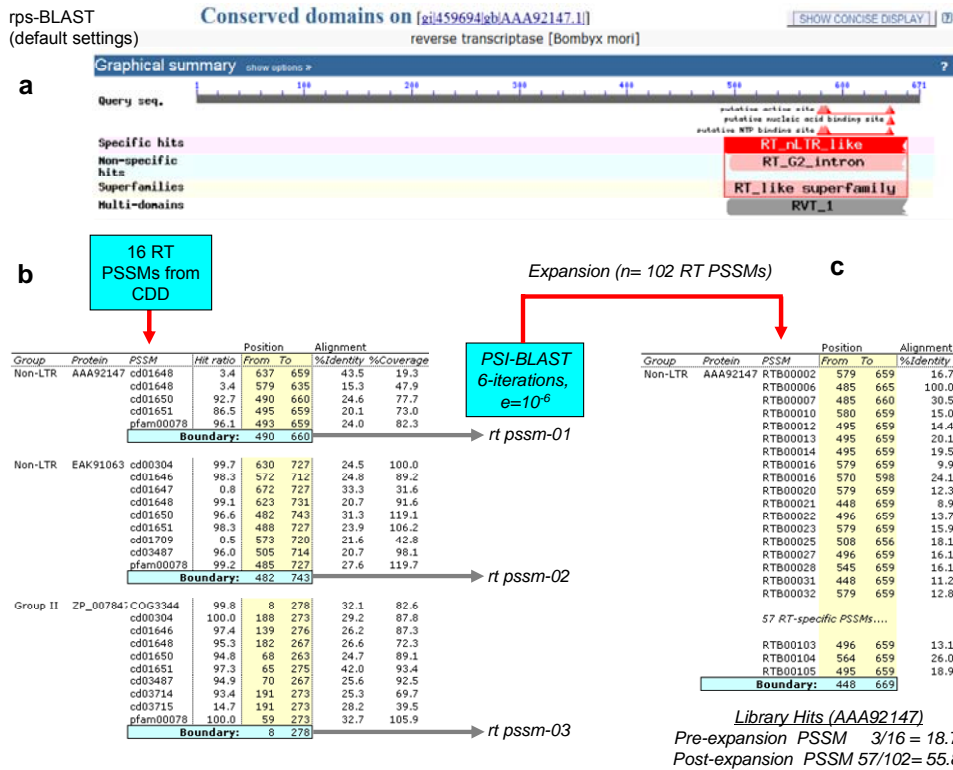 rps-BLAST
(default settings)
Conserved domains on [gi|459694|gb|AAA92147.1|]
SHOW CONCISE DISPLAY
?
reverse transcriptase [Bombyx mori]
a
Graphical summary show options »
?
1 100 200 300 400 500 600 671
Query seq.
putative active site
putative nucleic acid binding site
putative NTP binding site
Specific hits
RT_nLTR_like
Non-specific hits
RT_G2_intron
Superfamilies
RT_like superfamily
Multi-domains
RVT_1
16 RT
PSSMs from
CDD
b
Expansion (n= 102 RT PSSMs)
c
PSI-BLAST
6-iterations,
e=10-6
Position Alignment
Group Protein PSSM Hit ratio From To %Identity %Coverage
Non-LTR AAA92147 cd01648 3.4 637 659 43.5 19.3
cd01648 3.4 579 635 15.3 47.9
cd01650 92.7 490 660 24.6 77.7
cd01651 86.5 495 659 20.1 73.0
pfam00078 96.1 493 659 24.0 82.3
Boundary: 490 660
rt pssm-01
Non-LTR EAK91063 cd00304 99.7 630 727 24.5 100.0
cd01646 98.3 572 712 24.8 89.2
cd01647 0.8 672 727 33.3 31.6
cd01648 99.1 623 731 20.7 91.6
cd01650 96.6 482 743 31.3 119.1
cd01651 98.3 488 727 23.9 106.2
cd01709 0.5 573 720 21.6 42.8
cd03487 96.0 505 714 20.7 98.1
pfam00078 99.2 485 727 27.6 119.7
Boundary: 482 743
rt pssm-02
Group II ZP_00784 COG3344 99.8 8 278 32.1 82.6
cd00304 100.0 188 273 29.2 87.8
cd01646 97.4 139 276 26.2 87.3
cd01648 95.3 182 267 26.6 72.3
cd01650 94.8 68 263 24.7 89.1
cd01651 97.3 65 275 42.0 93.4
cd03487 94.9 70 267 25.6 92.5
cd03714 93.4 191 273 25.3 69.7
cd03715 14.7 191 273 28.2 39.5
pfam00078 100.0 59 273 32.7 105.9
Boundary: 8 278
rt pssm-03
Position Alignment
Group Protein PSSM From To %Identity
Non-LTR AAA92147 RTB00002 579 659 16.7
RTB00006 485 665 100.0
RTB00007 485 660 30.5
RTB00010 580 659 15.0
RTB00012 495 659 14.4
RTB00013 495 659 20.1
RTB00014 495 659 19.5
RTB00016 579 659 9.9
RTB00016 570 598 24.1
RTB00020 579 659 12.3
RTB00021 448 659 8.9
RTB00022 496 659 13.7
RTB00023 579 659 15.9
RTB00025 508 656 18.1
RTB00027 496 659 16.1
RTB00028 545 659 16.1
RTB00031 448 659 11.2
RTB00032 579 659 12.8
57 RT-specific PSSMs....
RTB00103 496 659 13.1
RTB00104 564 659 26.0
RTB00105 495 659 18.9
Boundary: 448 669
Library Hits (AAA92147)
Pre-expansion PSSM 3/16 = 18.7
Post-expansion PSSM 57/102= 55.8